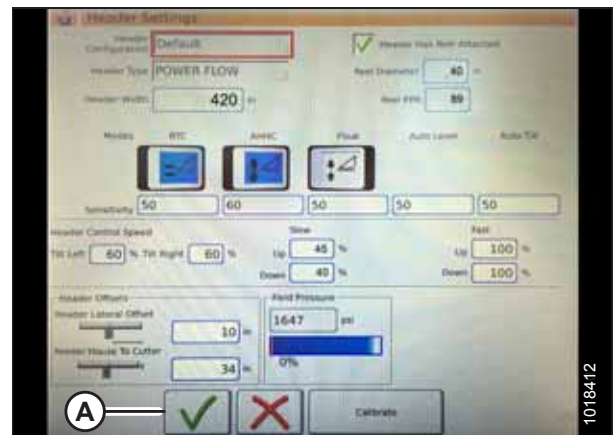 Header Settings
Header Configuration Default
Header Has Reel Attached
Header Type POWER FLOW
Reel Diameter 40 in
Header Width 420 in
Reel PPR 89
Modes RTC AHHC Float Auto Level Auto Tilt
Sensitivity 50 60 50 50 50
Header Control Speed
Slow Fast
Tilt Left 60 % Tilt Right 60 % Up 45 % Up 100 %
Down 40 % Down 100 %
Header Offsets
Field Pressure
Header Lateral Offset
10 in
1647 psi
Feeder House To Cutter
34 in
0%
A
Calibrate
1018412